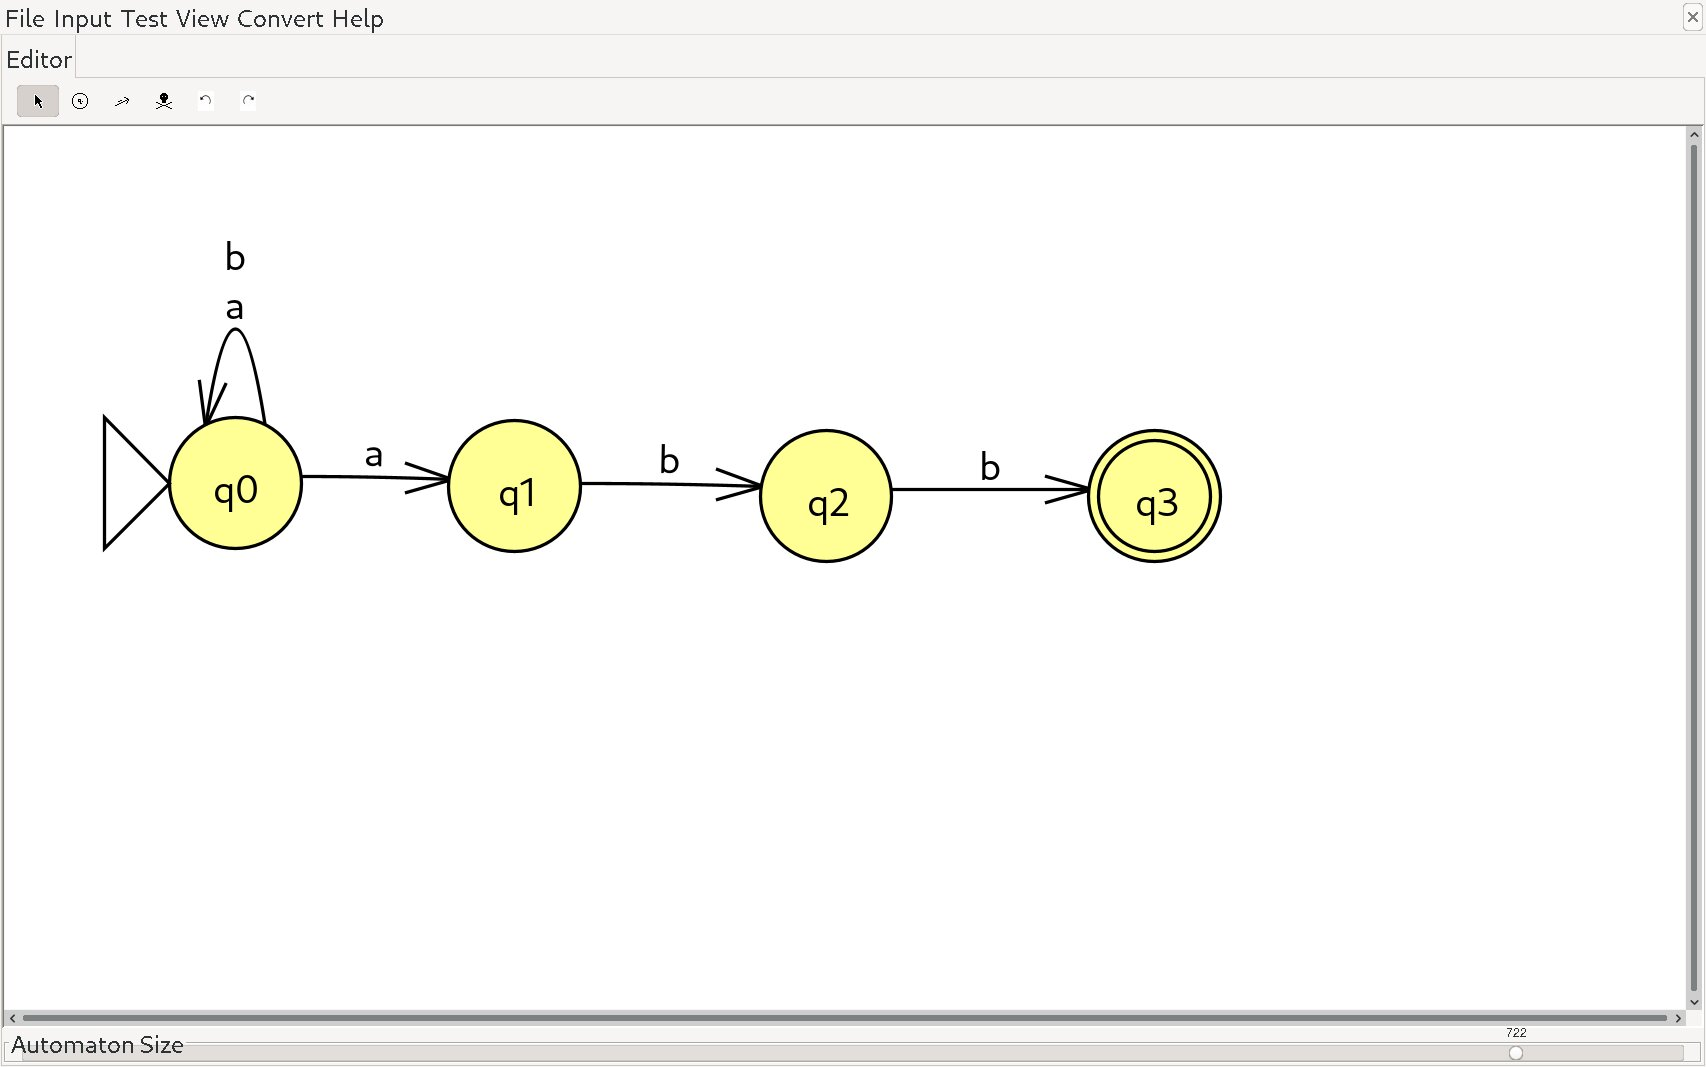 File Input Test View Convert Help
Editor
b
a
a
b
b
q0
q1
q2
q3
722
Automaton Size